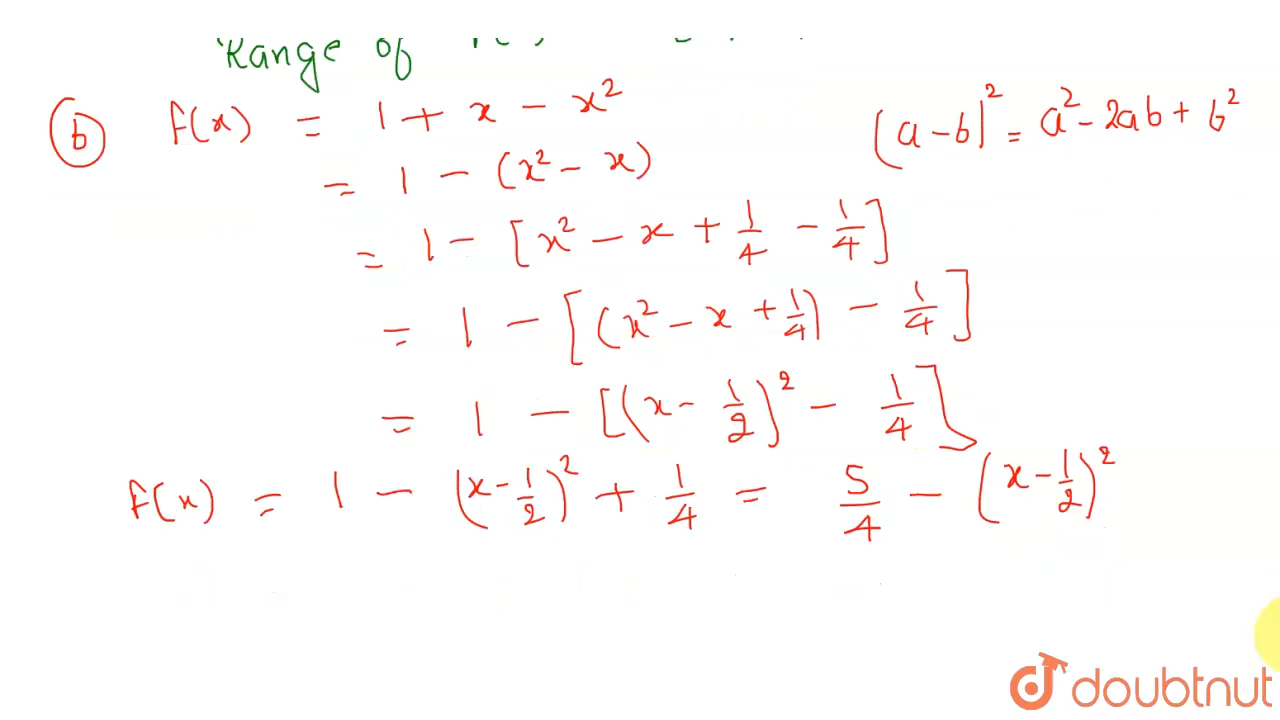 Range of
(b) f(x) = 1 + x - x²
(a - b)² = a² - 2ab + b²
= 1 - (x² - x)
= 1 - [x² - x + 1/4 - 1/4]
= 1 - [(x² - x + 1/4) - 1/4]
= 1 - [(x - 1/2)² - 1/4]
f(x) = 1 - (x - 1/2)² + 1/4 = 5/4 - (x - 1/2)²
doubtnut